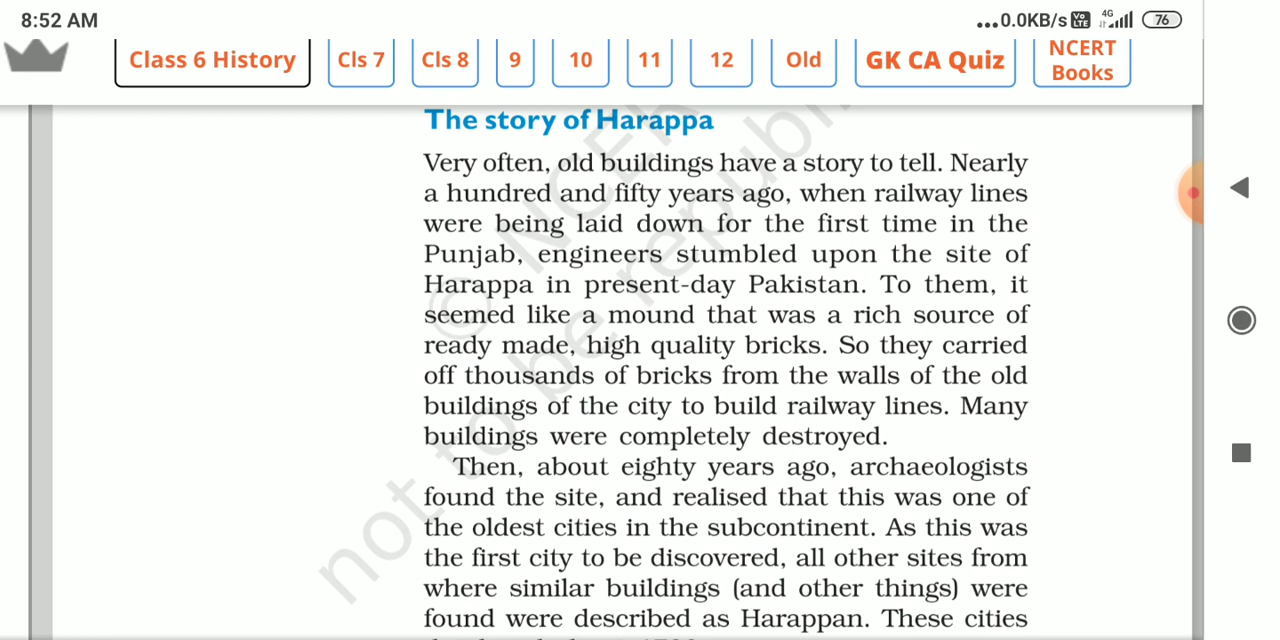 8:52 AM
...0.0KB/s Vo LTE 4G 76
Class 6 History Cls 7 Cls 8 9 10 11 12 Old GK CA Quiz NCERT Books
The story of Harappa
Very often, old buildings have a story to tell. Nearly
a hundred and fifty years ago, when railway lines
were being laid down for the first time in the
Punjab, engineers stumbled upon the site of
Harappa in present-day Pakistan. To them, it
seemed like a mound that was a rich source of
ready made, high quality bricks. So they carried
off thousands of bricks from the walls of the old
buildings of the city to build railway lines. Many
buildings were completely destroyed.
Then, about eighty years ago, archaeologists
found the site, and realised that this was one of
the oldest cities in the subcontinent. As this was
the first city to be discovered, all other sites from
where similar buildings (and other things) were
found were described as Harappan. These cities
© NCER
not to be republi